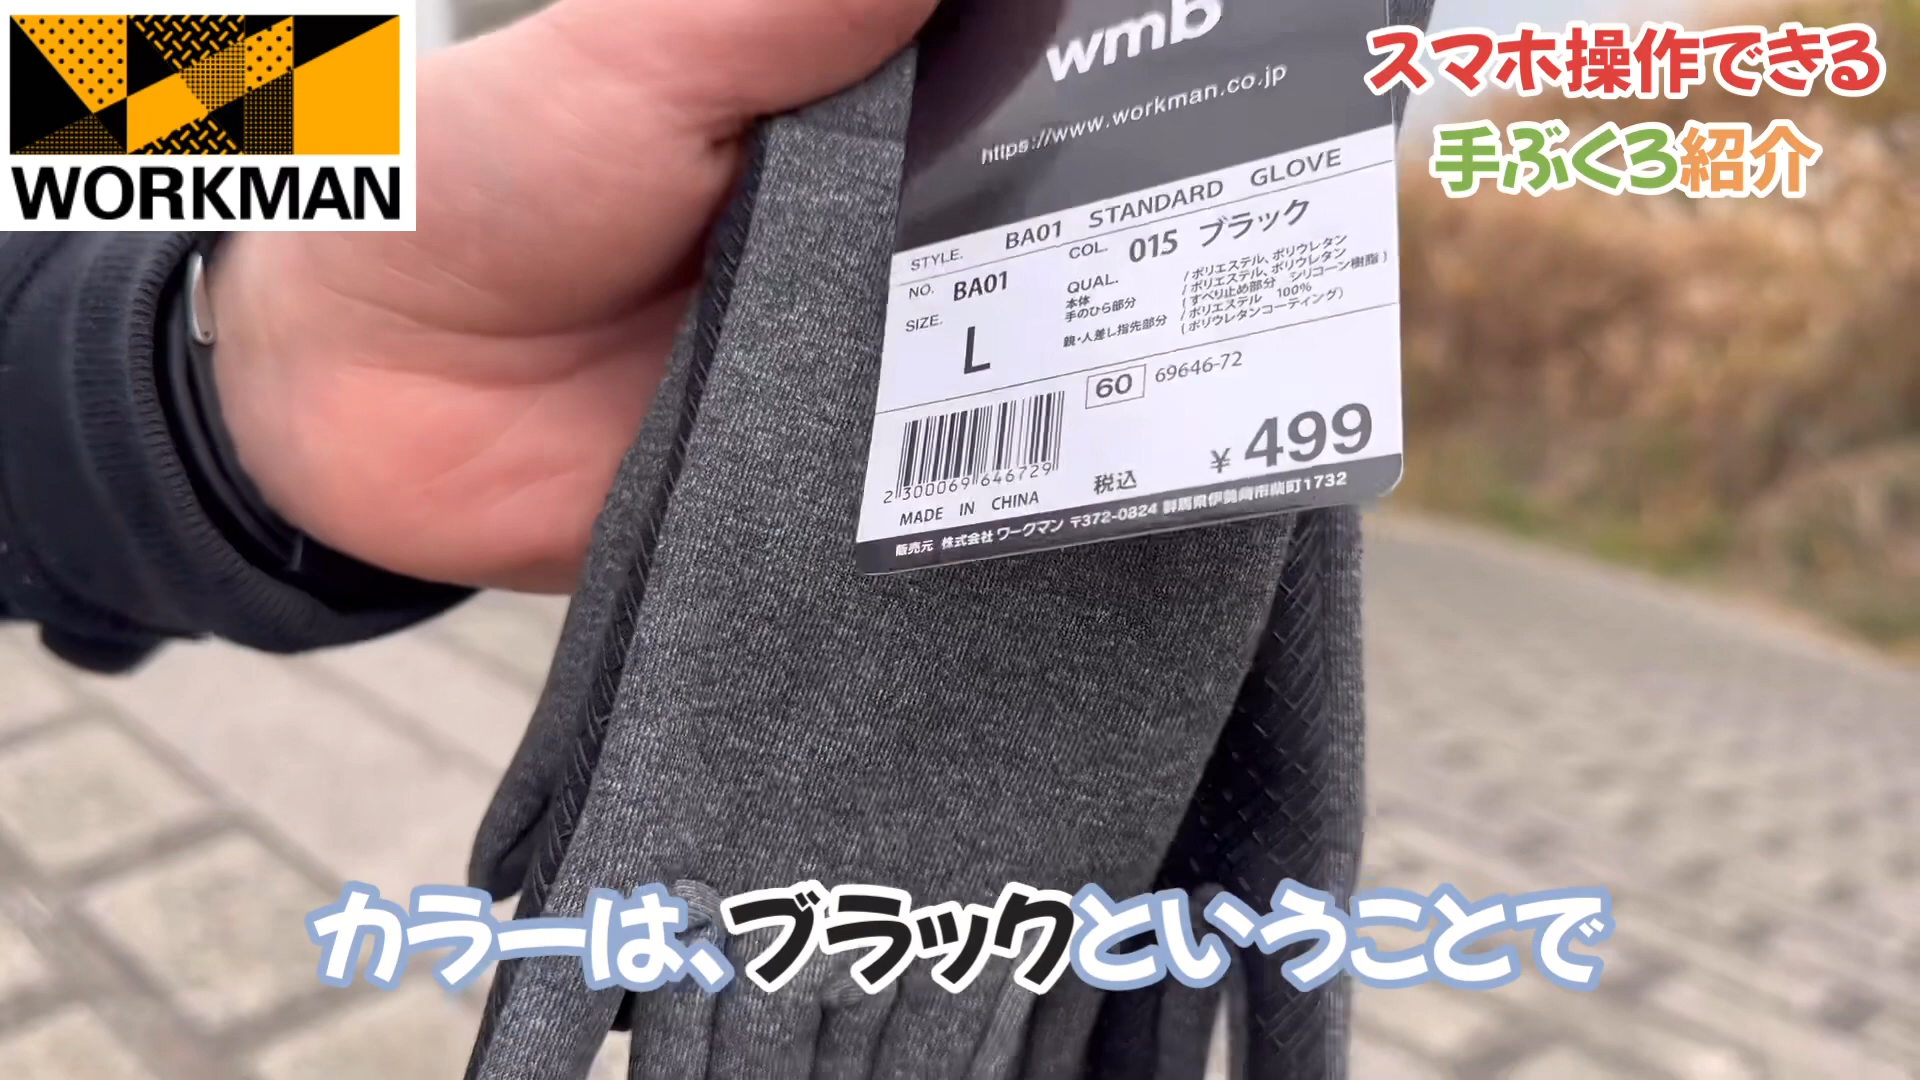 WORKMAN
スマホ操作できる
手ぶくろ紹介
wmb
https://www.workman.co.jp
STYLE. BA01 STANDARD GLOVE
NO. BA01
COL. 015 ブラック
SIZE. L
QUAL.
本体 / ポリエステル、ポリウレタン
手のひら部分 / ポリエステル、ポリウレタン
(すべり止め部分 シリコーン樹脂)
親・人差し指先部分 / ポリエステル 100%
(ポリウレタンコーティング)
60 69646-72
2 300069 646729
¥499
税込
MADE IN CHINA
販売元 株式会社ワークマン 〒372-0824 群馬県伊勢崎市柴町1732
カラーは、ブラックということで